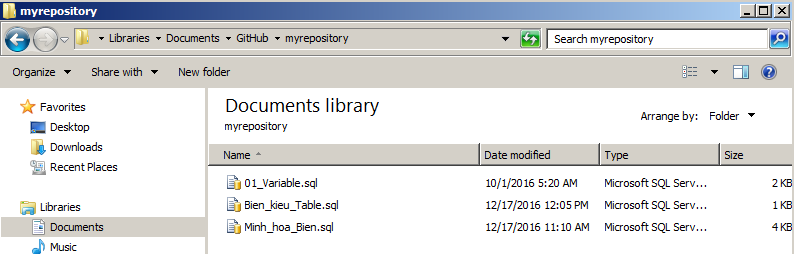 myrepository
Libraries Documents GitHub myrepository Search myrepository
Organize Share with New folder
Favorites
Desktop
Downloads
Recent Places
Libraries
Documents
Music
Documents library
myrepository
Arrange by: Folder
Name Date modified Type Size
01_Variable.sql 10/1/2016 5:20 AM Microsoft SQL Serv... 2 KB
Bien_kieu_Table.sql 12/17/2016 12:05 PM Microsoft SQL Serv... 1 KB
Minh_hoa_Bien.sql 12/17/2016 11:10 AM Microsoft SQL Serv... 4 KB